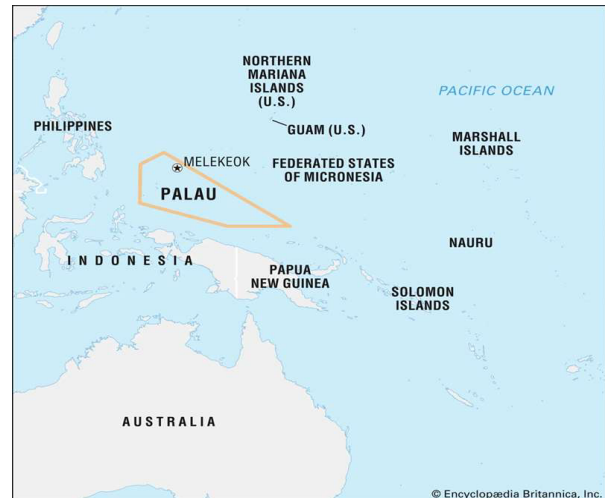 NORTHERN
MARIANA
ISLANDS
(U.S.)
PACIFIC OCEAN
PHILIPPINES
GUAM (U.S.)
MARSHALL
ISLANDS
MELEKEOK
FEDERATED STATES
OF MICRONESIA
PALAU
NAURU
INDONESIA
PAPUA
NEW GUINEA
SOLOMON
ISLANDS
AUSTRALIA
© Encyclopædia Britannica, Inc.